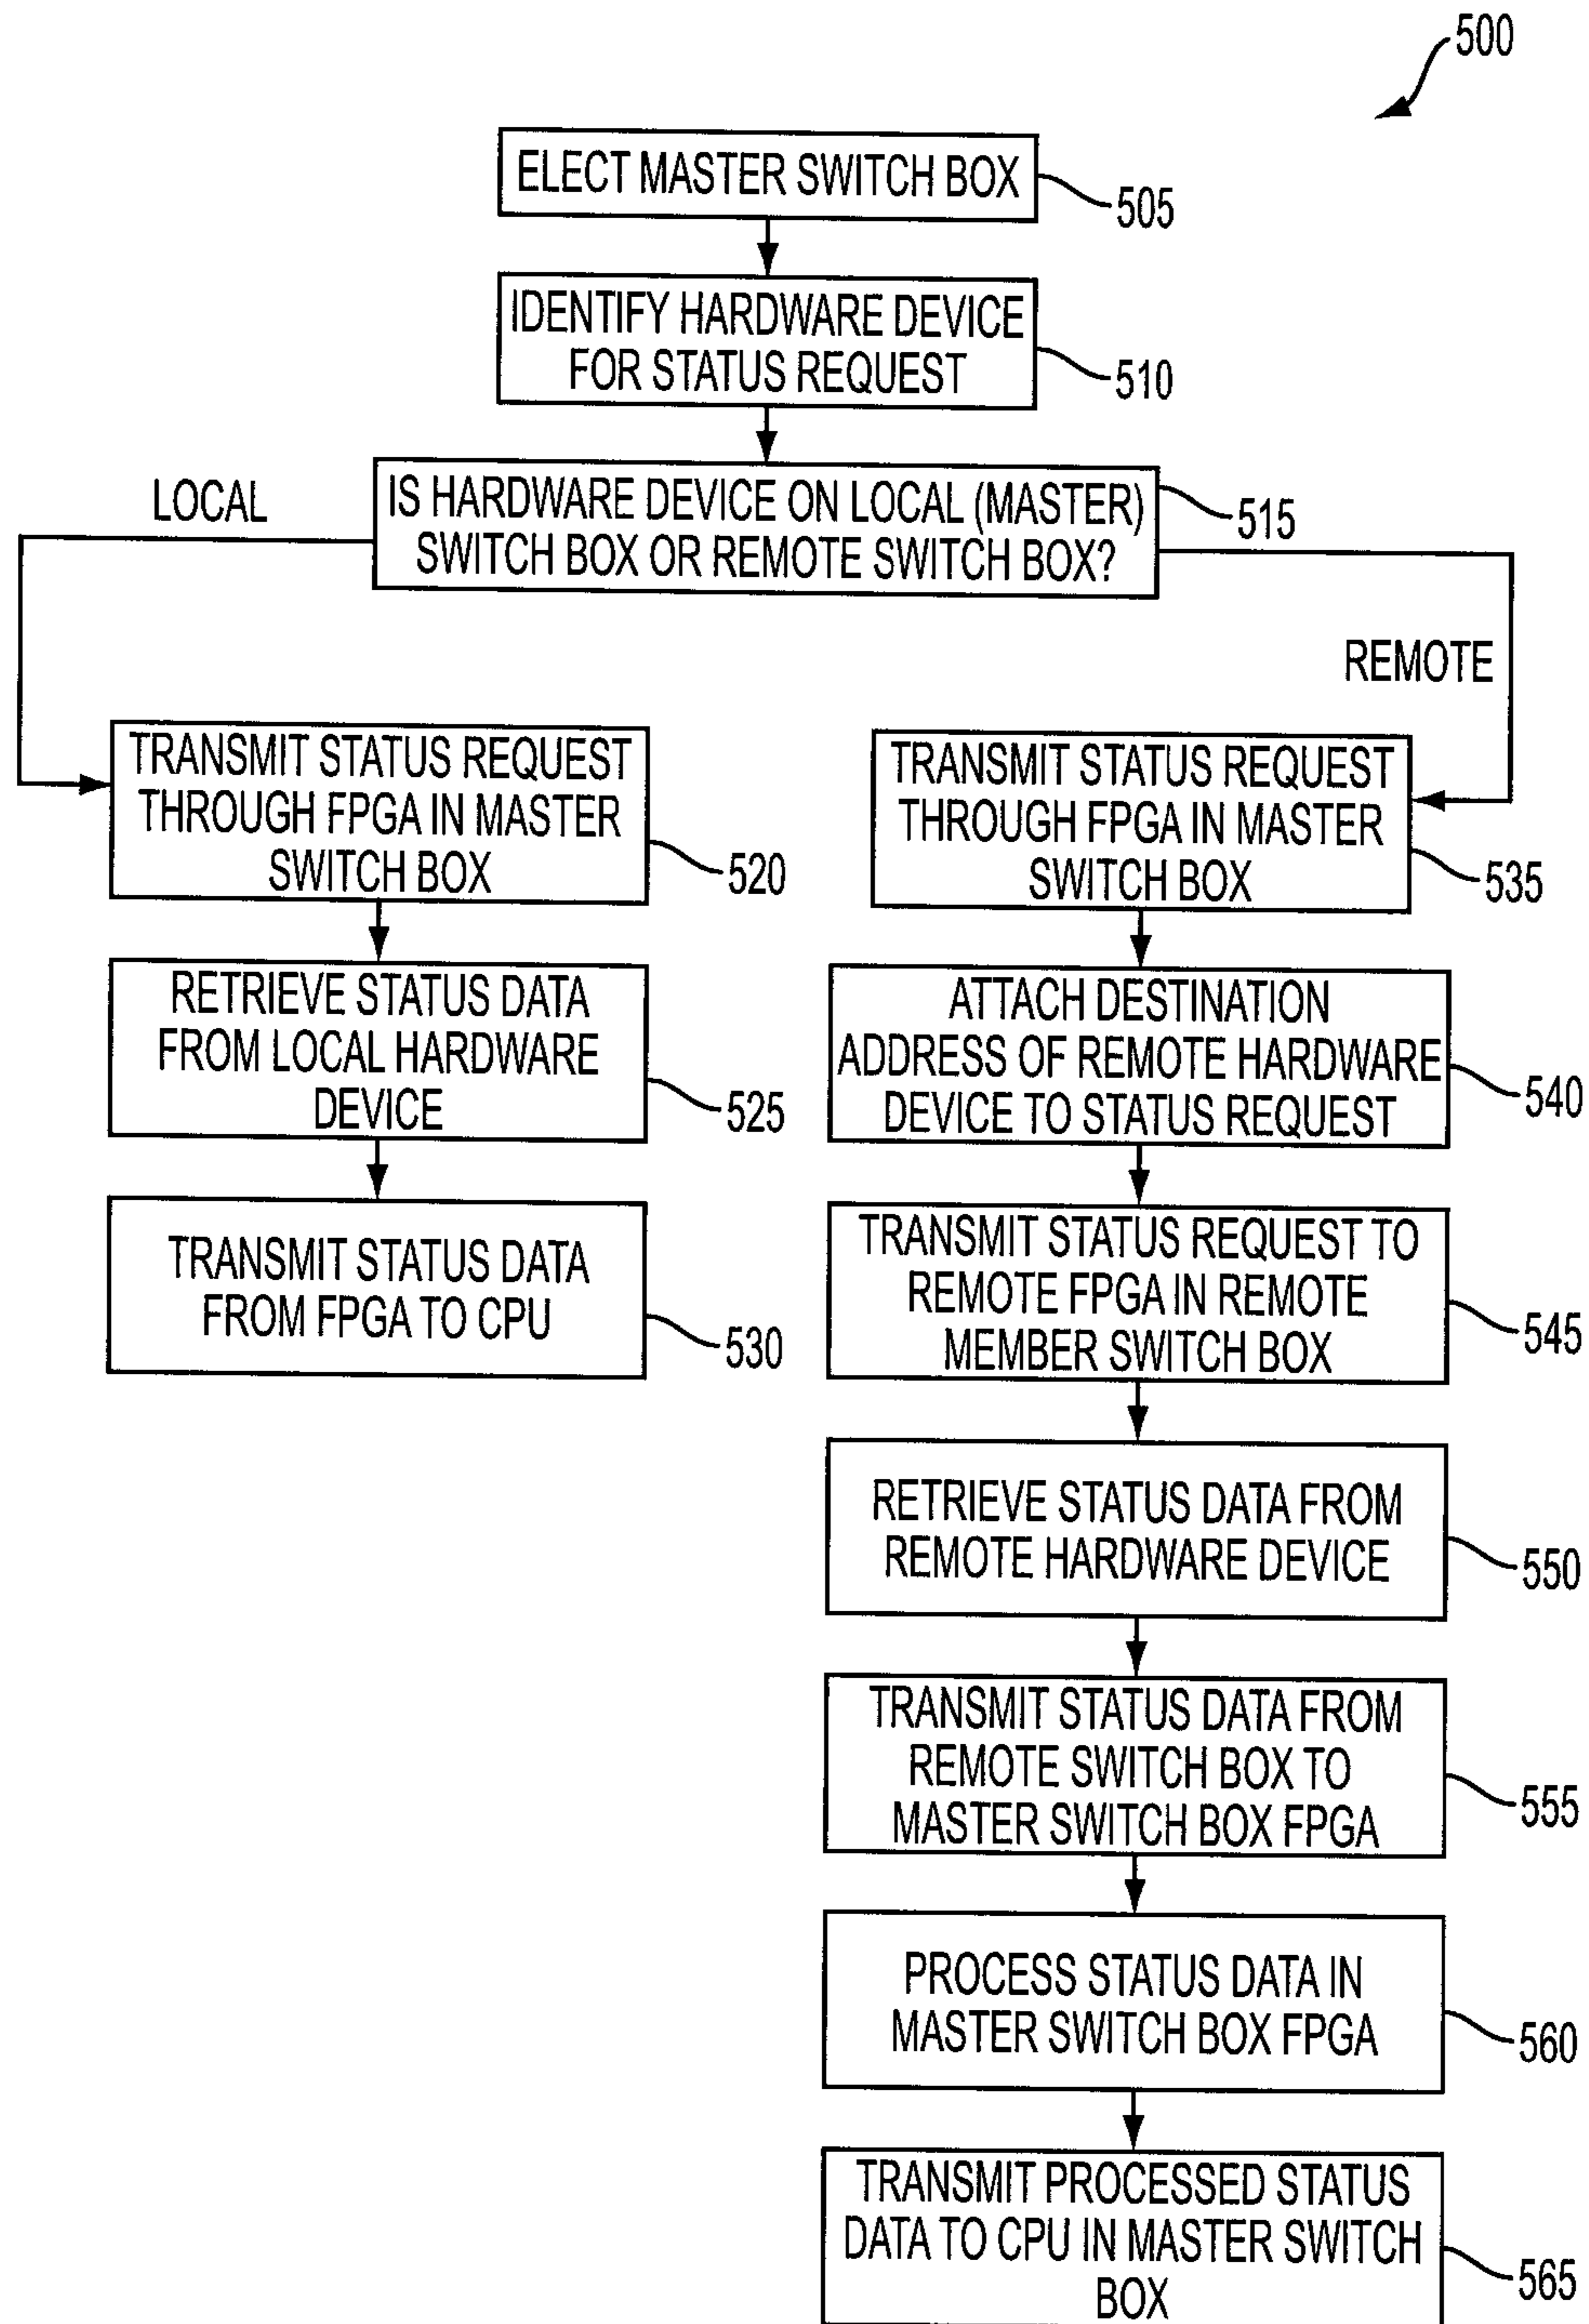 500
ELECT MASTER SWITCH BOX
505
IDENTIFY HARDWARE DEVICE
FOR STATUS REQUEST
510
IS HARDWARE DEVICE ON LOCAL (MASTER)
SWITCH BOX OR REMOTE SWITCH BOX?
515
LOCAL
REMOTE
TRANSMIT STATUS REQUEST
THROUGH FPGA IN MASTER
SWITCH BOX
520
RETRIEVE STATUS DATA
FROM LOCAL HARDWARE
DEVICE
525
TRANSMIT STATUS DATA
FROM FPGA TO CPU
530
TRANSMIT STATUS REQUEST
THROUGH FPGA IN MASTER
SWITCH BOX
535
ATTACH DESTINATION
ADDRESS OF REMOTE HARDWARE
DEVICE TO STATUS REQUEST
540
TRANSMIT STATUS REQUEST TO
REMOTE FPGA IN REMOTE
MEMBER SWITCH BOX
545
RETRIEVE STATUS DATA FROM
REMOTE HARDWARE DEVICE
550
TRANSMIT STATUS DATA FROM
REMOTE SWITCH BOX TO
MASTER SWITCH BOX FPGA
555
PROCESS STATUS DATA IN
MASTER SWITCH BOX FPGA
560
TRANSMIT PROCESSED STATUS
DATA TO CPU IN MASTER SWITCH
BOX
565